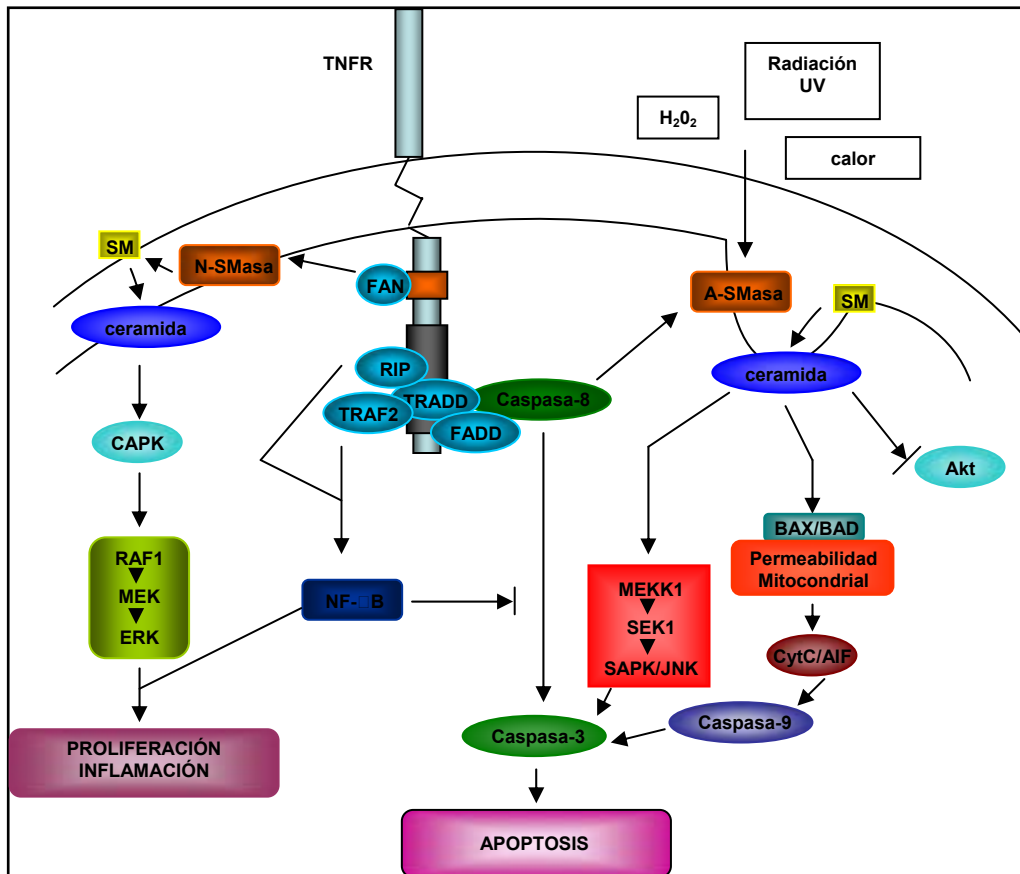 TNFR
Radiación
UV
H₂0₂
calor
SM
N-SMasa
FAN
A-SMasa
SM
ceramida
RIP
TRADD
Caspasa-8
ceramida
TRAF2
FADD
CAPK
Akt
BAX/BAD
Permeabilidad
Mitocondrial
RAF1
MEK
ERK
NF-□B
MEKK1
SEK1
SAPK/JNK
CytC/AIF
Caspasa-9
Caspasa-3
PROLIFERACIÓN
INFLAMACIÓN
APOPTOSIS